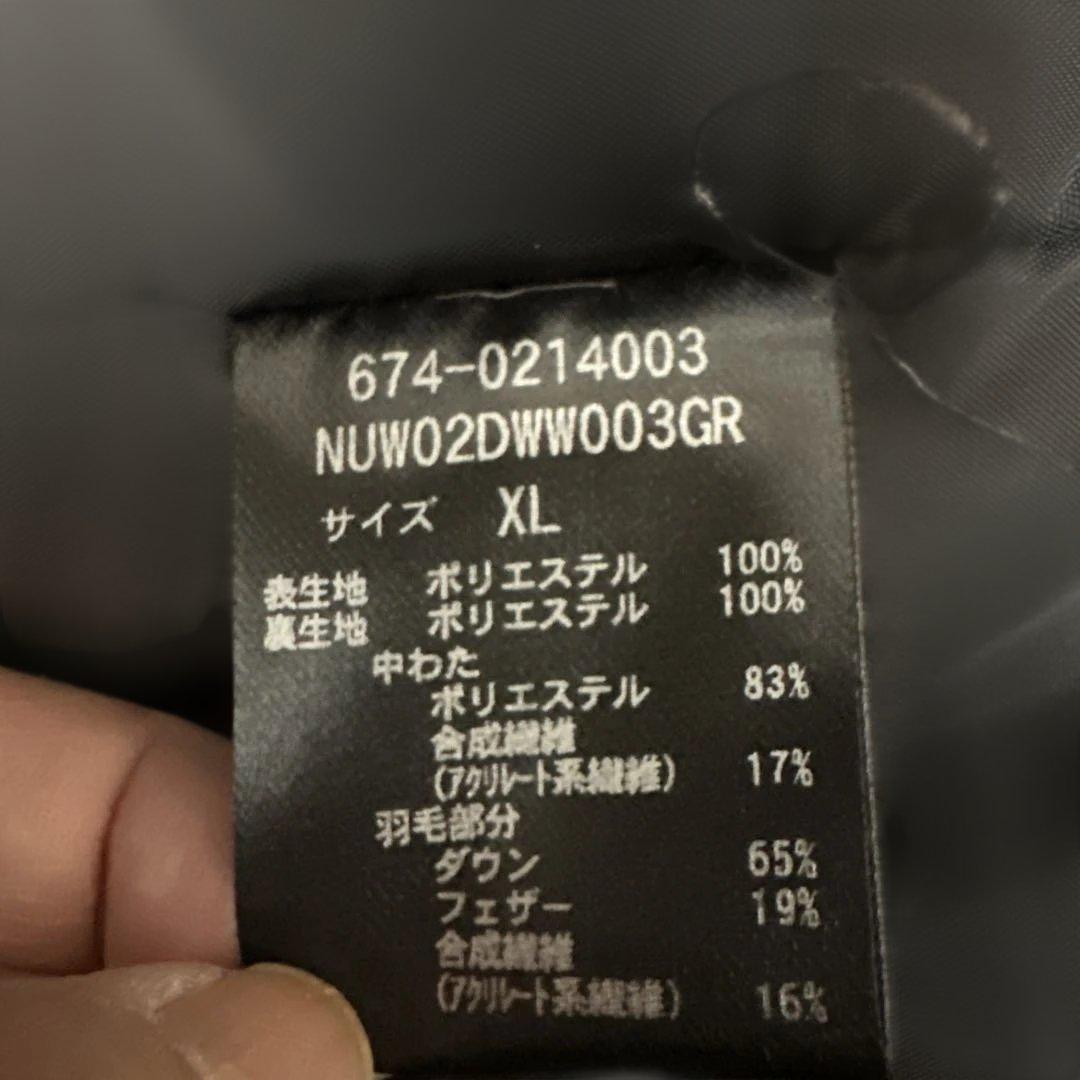 674-0214003
NUW02DWW003GR
サイズ XL
表生地 ポリエステル 100%
裏生地 ポリエステル 100%
中わた
ポリエステル 83%
合成繊維
(アクリレート系繊維) 17%
羽毛部分
ダウン 65%
フェザー 19%
合成繊維
(アクリレート系繊維) 16%